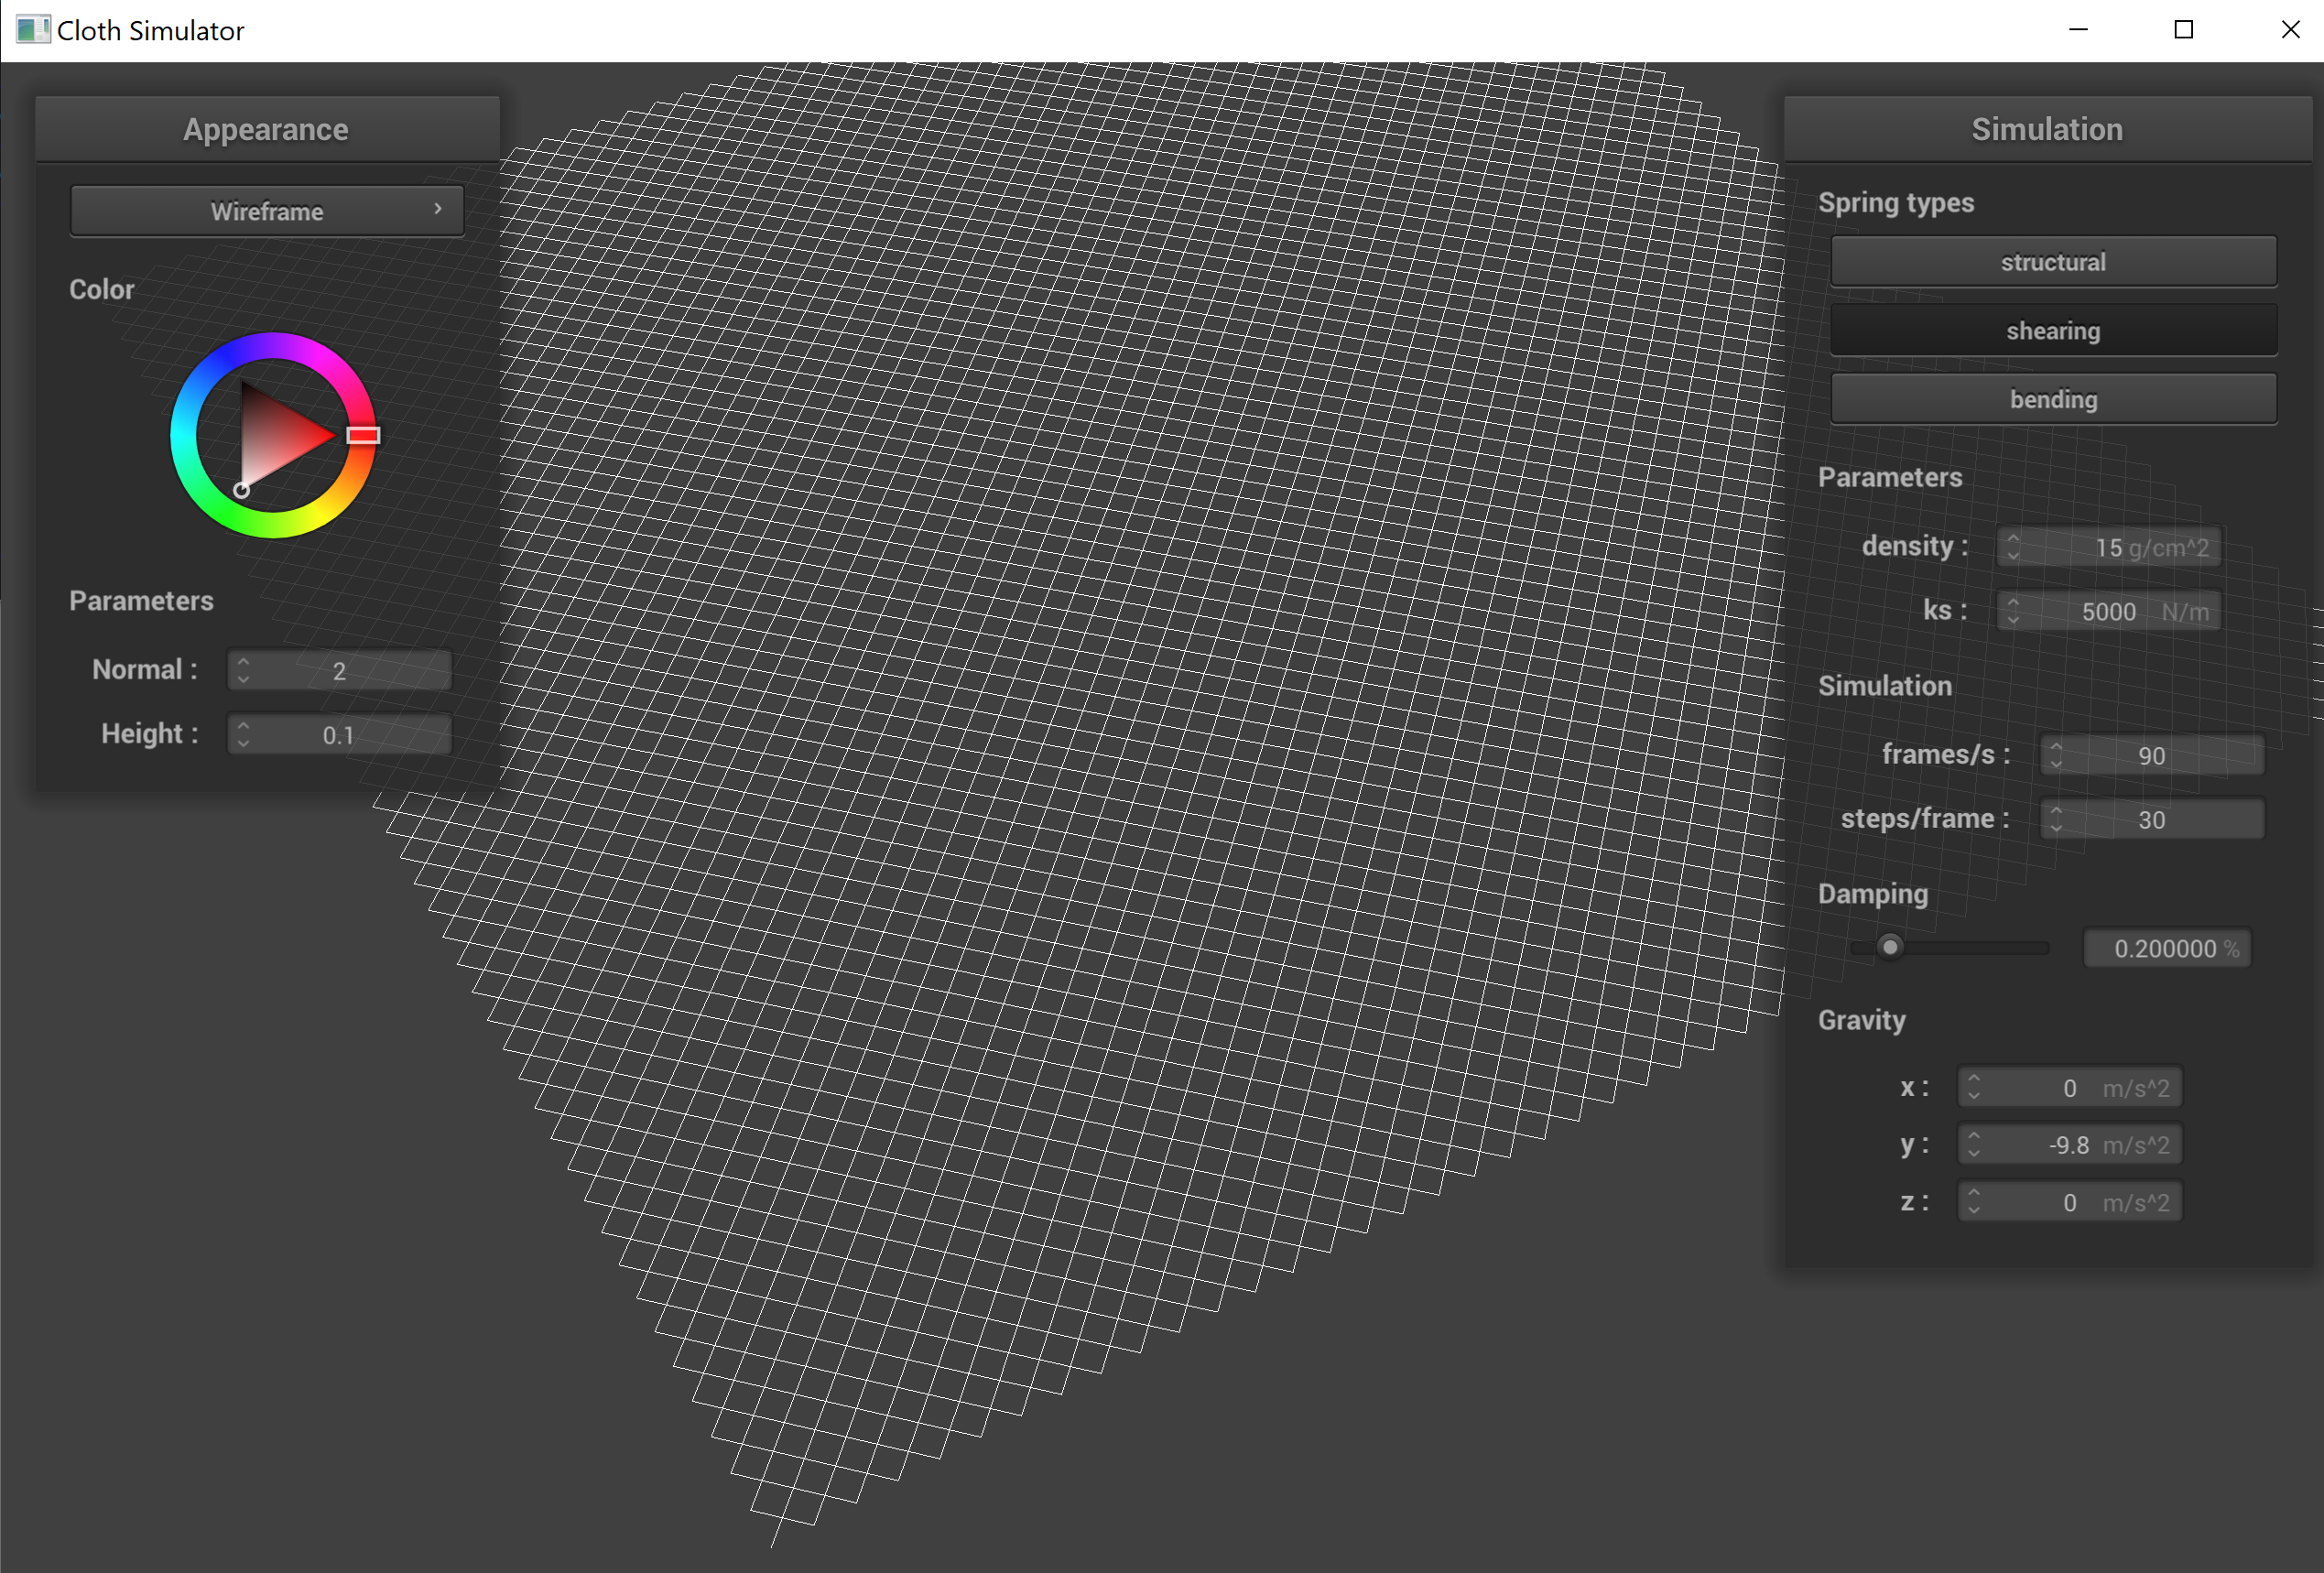 Cloth Simulator
Appearance
Wireframe
Color
Parameters
Normal : 2
Height : 0.1
Simulation
Spring types
structural
shearing
bending
Parameters
density : 15 g/cm^2
ks : 5000 N/m
Simulation
frames/s : 90
steps/frame : 30
Damping
0.200000 %
Gravity
x : 0 m/s^2
y : -9.8 m/s^2
z : 0 m/s^2